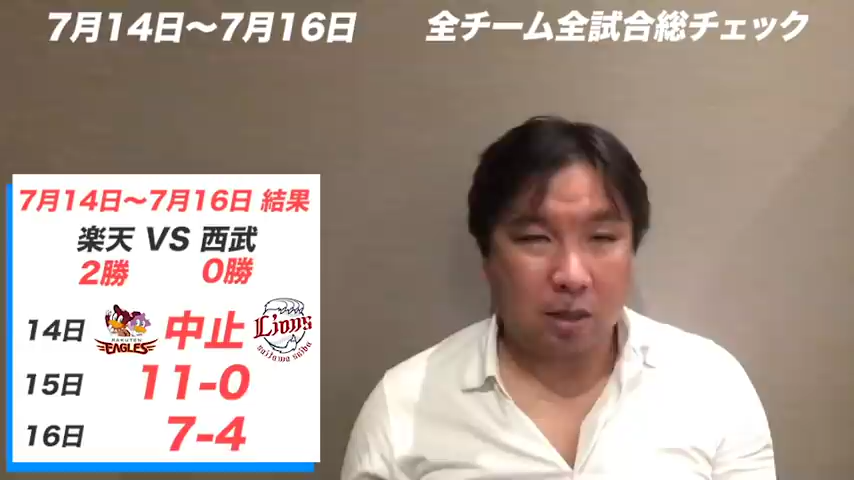 7月14日〜7月16日 全チーム全試合総チェック
7月14日〜7月16日 結果
楽天 VS 西武
2勝 0勝
14日 RAKUTEN EAGLES 中止 Lions saitama seibu
15日 11-0
16日 7-4